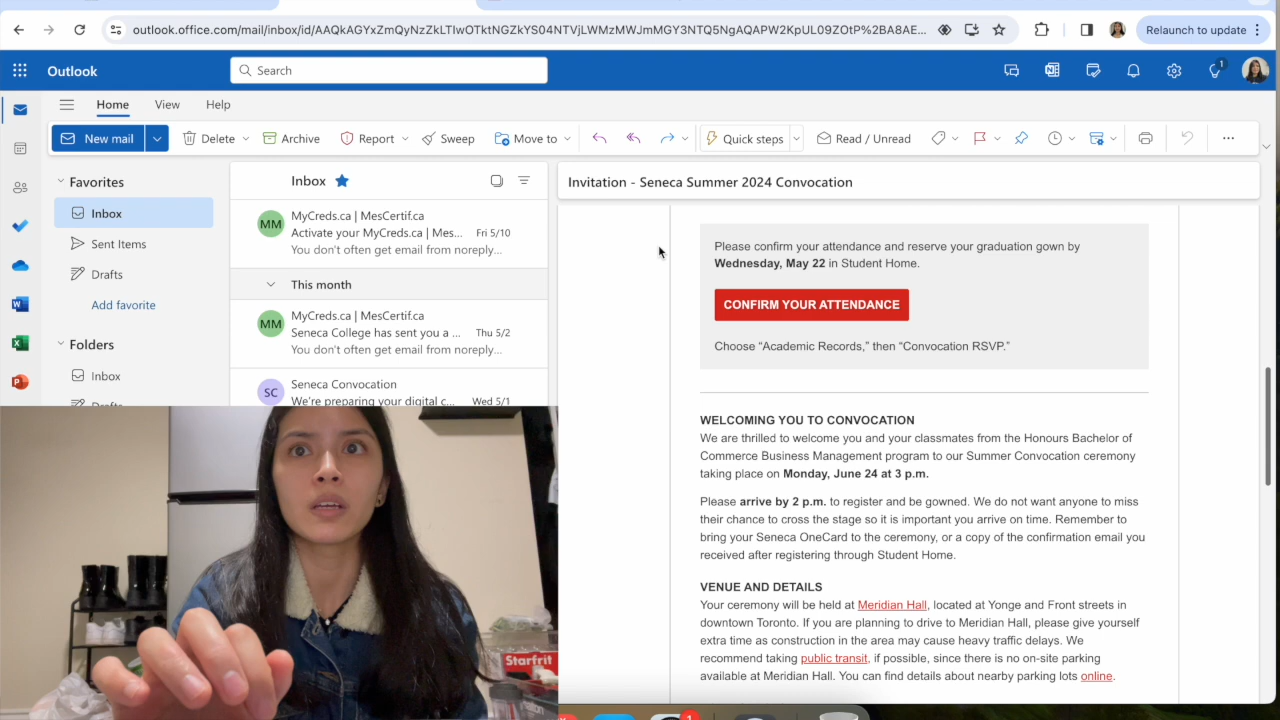 outlook.office.com/mail/inbox/id/AAQkAGYxZmQyNzZkLTIwOTktNGZkYS04NTVjLWMzMWJmMGY3NTQ5NgAQAPW2KpUL09ZOtP%2BA8AE...
Relaunch to update
Outlook
Search
1
Home View Help
New mail
Delete
Archive
Report
Sweep
Move to
Quick steps
Read / Unread
Favorites
Inbox
Sent Items
Drafts
Add favorite
Folders
Inbox
Drafts
Inbox
MM
MyCreds.ca | MesCertif.ca
Activate your MyCreds.ca | Mes... Fri 5/10
You don't often get email from noreply...
This month
MM
MyCreds.ca | MesCertif.ca
Seneca College has sent you a ... Thu 5/2
You don't often get email from noreply...
SC
Seneca Convocation
We're preparing your digital c... Wed 5/1
Invitation - Seneca Summer 2024 Convocation
Please confirm your attendance and reserve your graduation gown by
Wednesday, May 22 in Student Home.
CONFIRM YOUR ATTENDANCE
Choose “Academic Records,” then “Convocation RSVP.”
WELCOMING YOU TO CONVOCATION
We are thrilled to welcome you and your classmates from the Honours Bachelor of
Commerce Business Management program to our Summer Convocation ceremony
taking place on Monday, June 24 at 3 p.m.
Please arrive by 2 p.m. to register and be gowned. We do not want anyone to miss
their chance to cross the stage so it is important you arrive on time. Remember to
bring your Seneca OneCard to the ceremony, or a copy of the confirmation email you
received after registering through Student Home.
VENUE AND DETAILS
Your ceremony will be held at Meridian Hall, located at Yonge and Front streets in
downtown Toronto. If you are planning to drive to Meridian Hall, please give yourself
extra time as construction in the area may cause heavy traffic delays. We
recommend taking public transit, if possible, since there is no on-site parking
available at Meridian Hall. You can find details about nearby parking lots online.
Starfrit
1